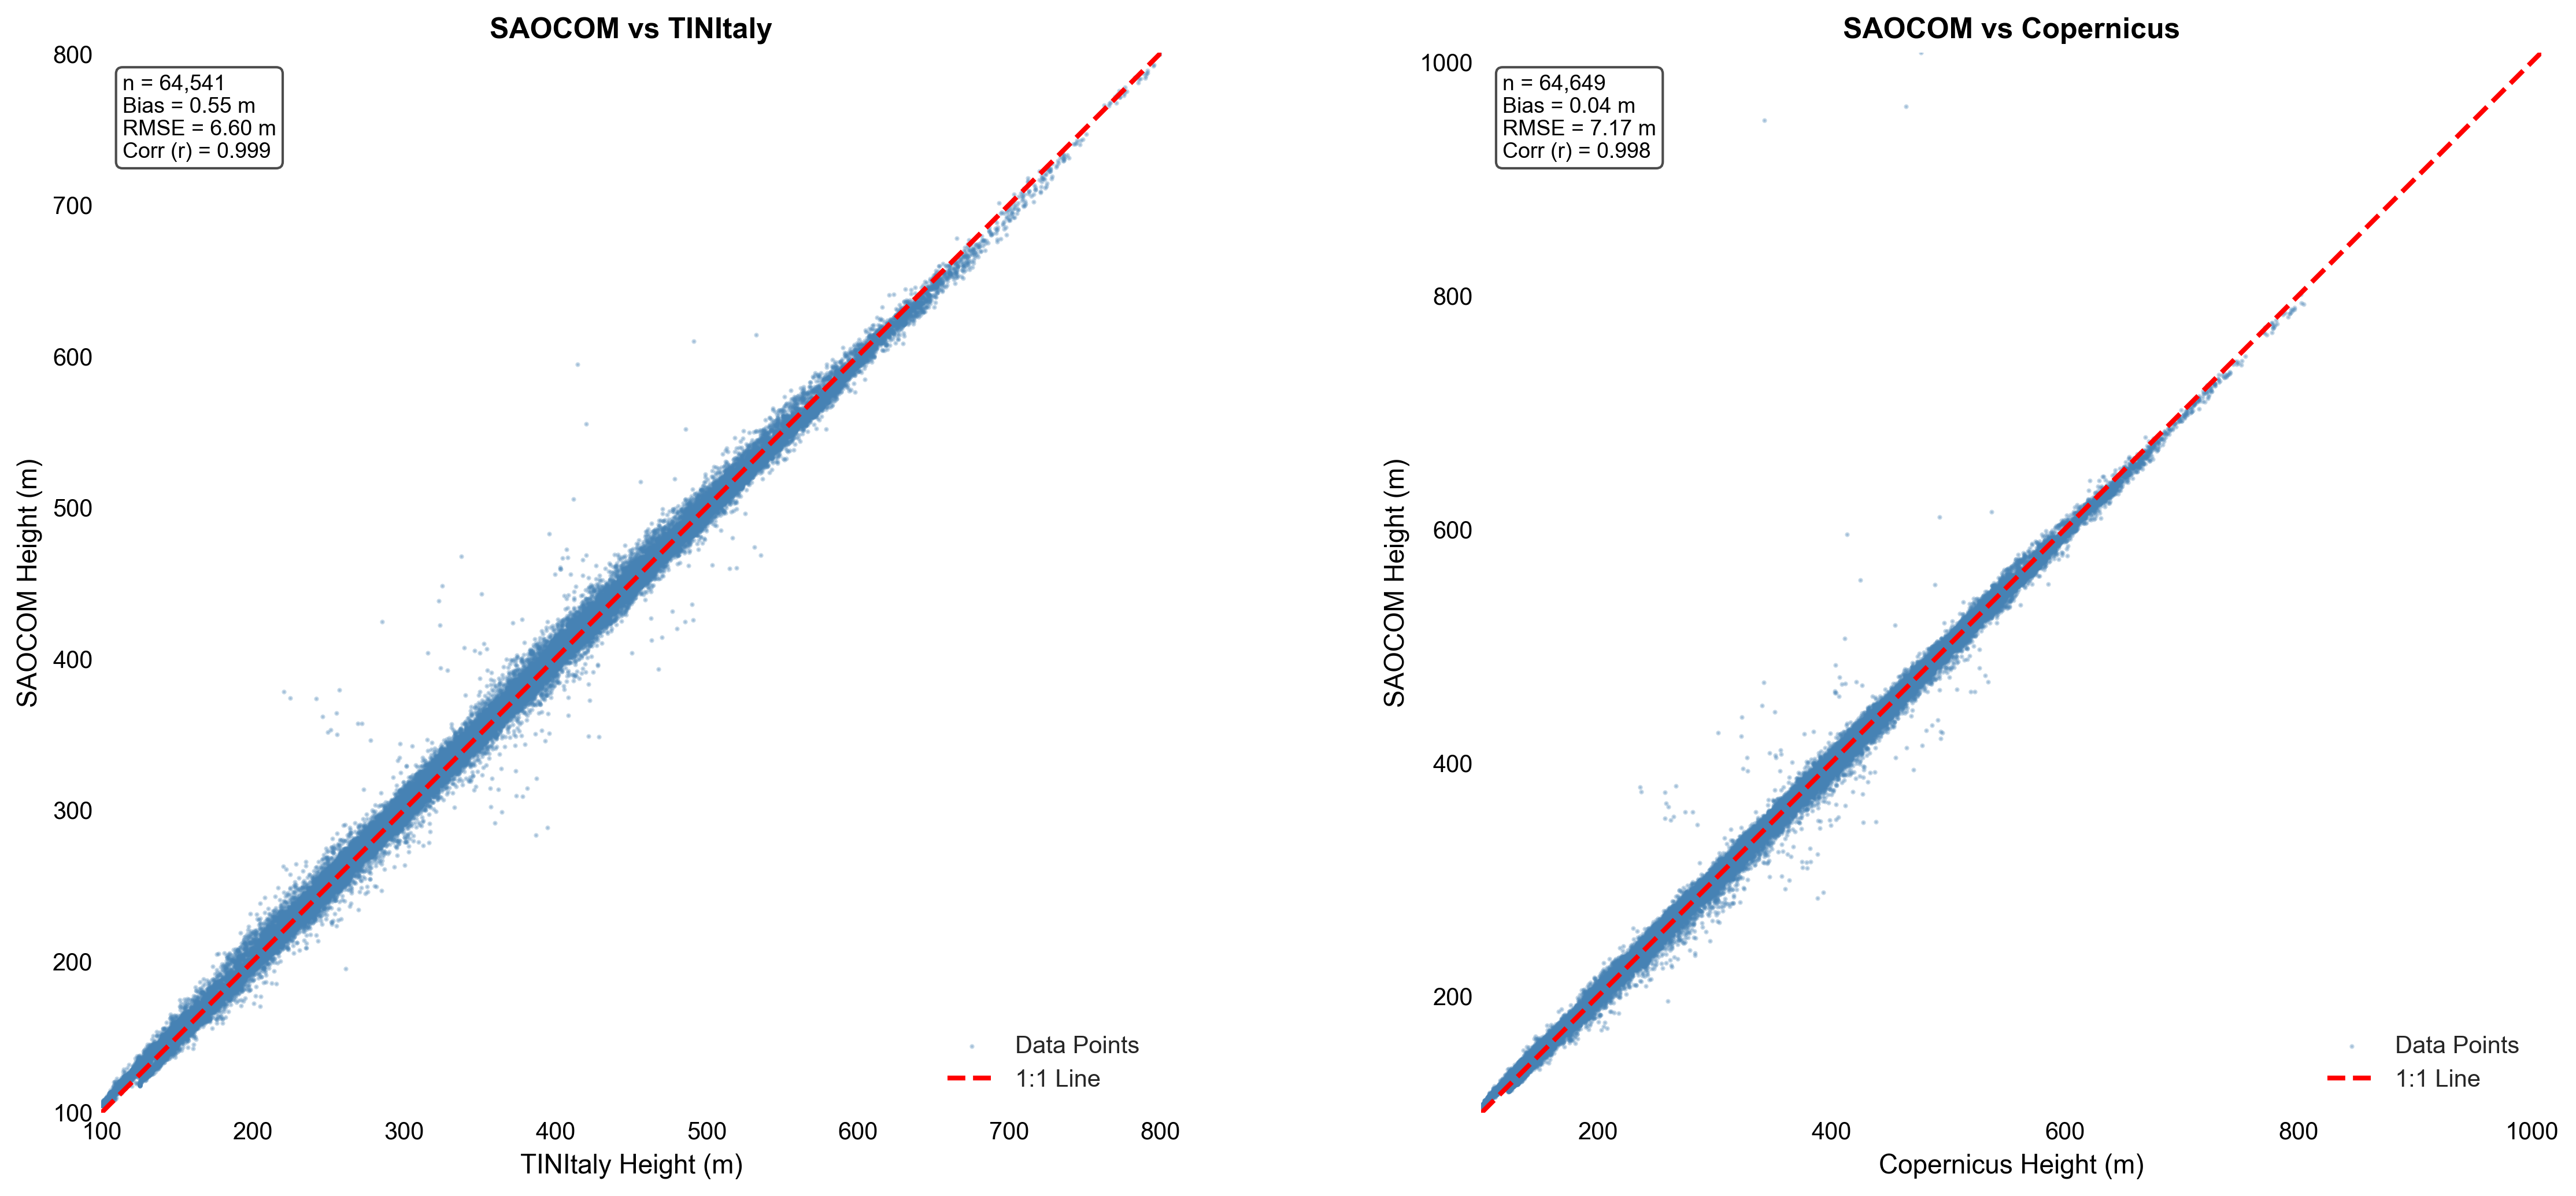 SAOCOM vs TINItaly
800
700
600
500
400
300
200
100
SAOCOM Height (m)
n = 64,541
Bias = 0.55 m
RMSE = 6.60 m
Corr (r) = 0.999
Data Points
1:1 Line
100 200 300 400 500 600 700 800
TINItaly Height (m)
SAOCOM vs Copernicus
1000
800
600
400
200
SAOCOM Height (m)
n = 64,649
Bias = 0.04 m
RMSE = 7.17 m
Corr (r) = 0.998
Data Points
1:1 Line
200 400 600 800 1000
Copernicus Height (m)